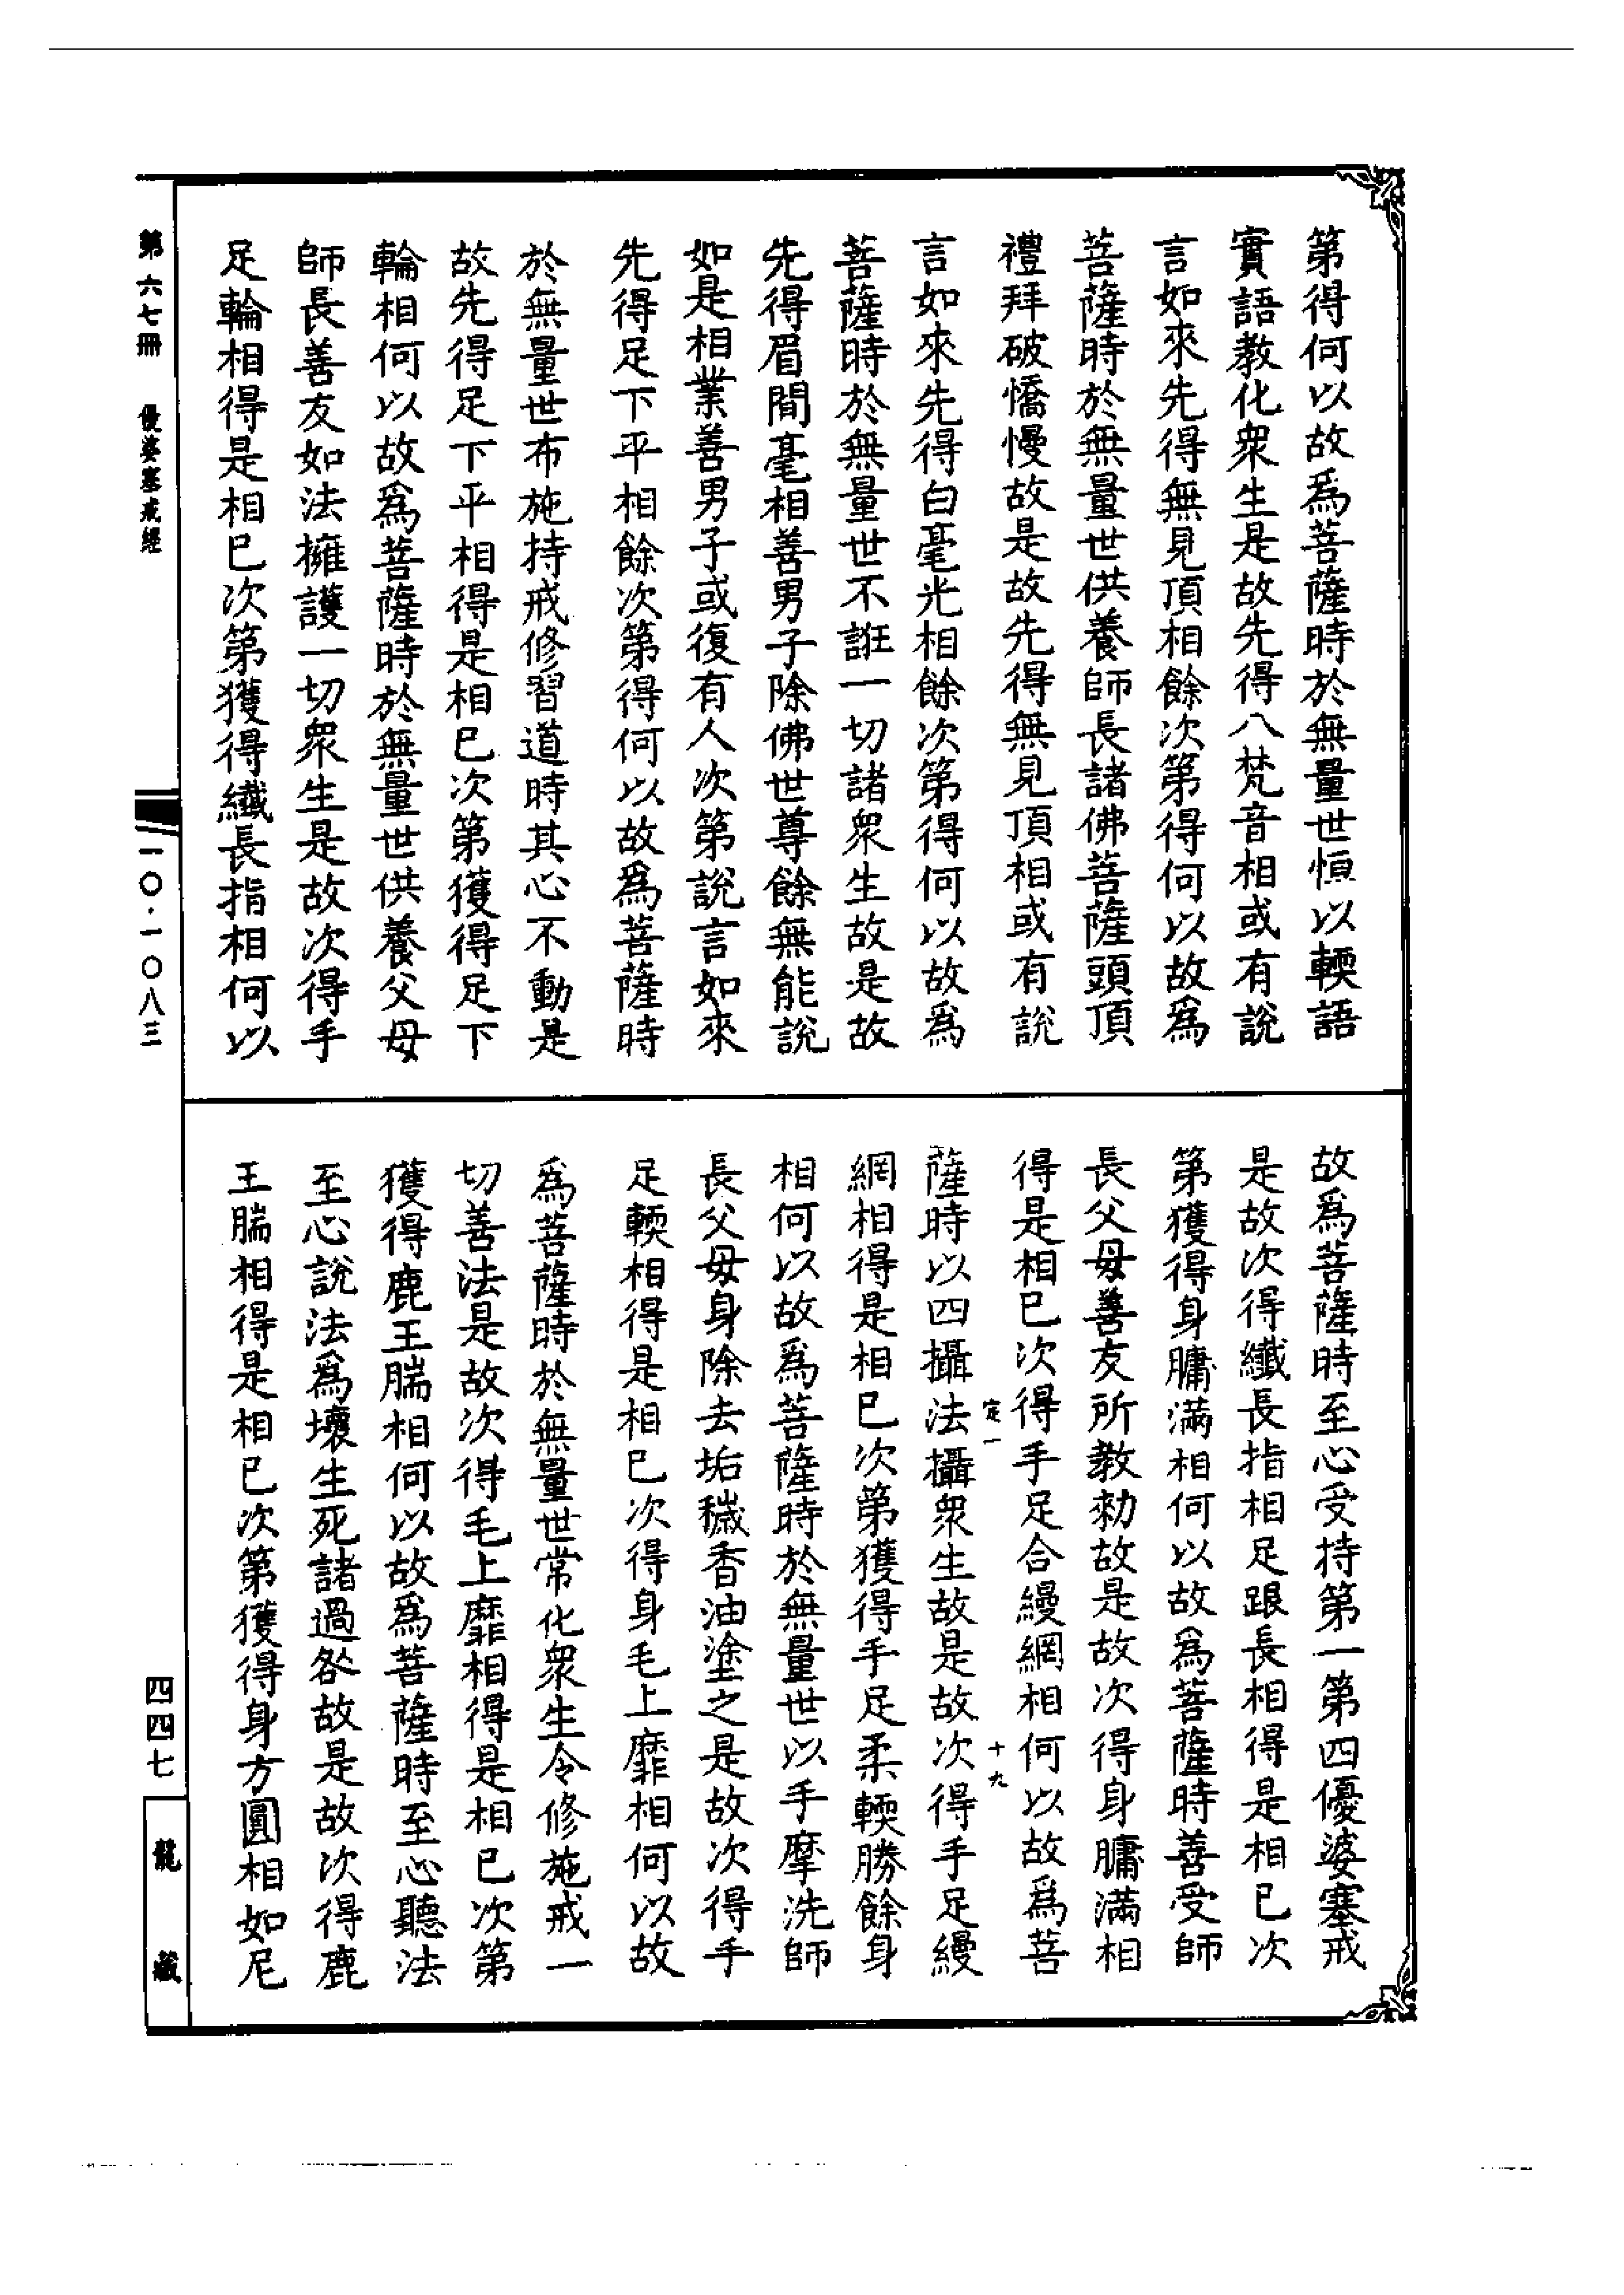 第得何以故爲菩薩時於無量世恒以輭語
實語教化衆生是故先得八梵音相或有說
言如來先得無見頂相餘次第得何以故爲
菩薩時於無量世供養師長諸佛菩薩頭頂
禮拜破憍慢故是故先得無見頂相或有說
言如來先得白毫光相餘次第得何以故爲
菩薩時於無量世不誑一切諸衆生故是故
先得眉間毫相善男子除佛世尊餘無能說
如是相業善男子或復有人次第說言如來
先得足下平相餘次第得何以故爲菩薩時
於無量世布施持戒修習道時其心不動是
故先得足下平相得是相已次第獲得足下
輪相何以故爲菩薩時於無量世供養父母
師長善友如法擁護一切衆生是故次得手
足輪相得是相已次第獲得纖長指相何以
故爲菩薩時至心受持第一第四優婆塞戒
是故次得纖長指相足跟長相得是相已次
第獲得身𦟛滿相何以故爲菩薩時善受師
長父母善友所教勑故是故次得身𦟛滿相
得是相已次得手足合縵網相何以故爲菩
定一
十九
薩時以四攝法攝衆生故是故次得手足縵
網相得是相已次第獲得手足柔輭勝餘身
相何以故爲菩薩時於無量世以手摩洗師
長父母身除去垢穢香油塗之是故次得手
足輭相得是相已次得身毛上靡相何以故
爲菩薩時於無量世常化衆生令修施戒一
切善法是故次得毛上靡相得是相已次第
獲得鹿王腨相何以故爲菩薩時至心聽法
至心說法爲壞生死諸過咎故是故次得鹿
王腨相得是相已次第獲得身方圓相如尼
第六七冊
優婆塞戒經
一〇·一〇八三
四四七
龍藏